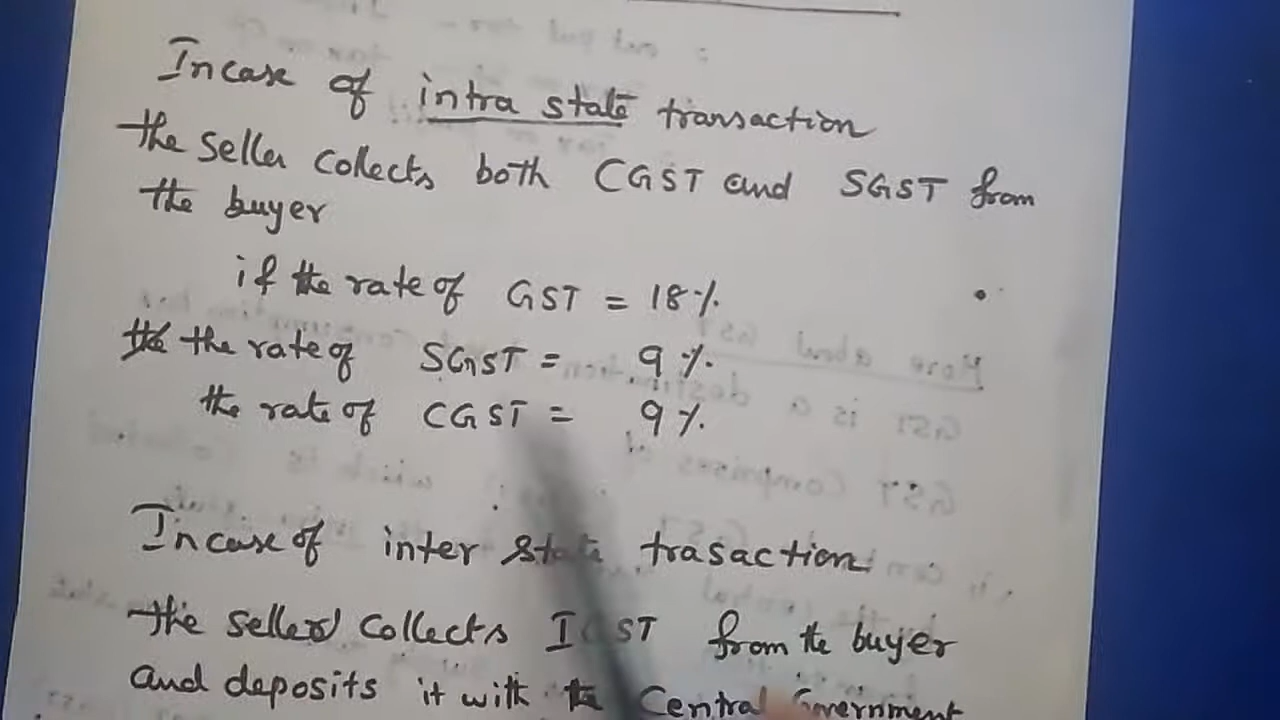 Incase of intra state transaction
the seller collects both CGST and SGST from
the buyer
if the rate of GST = 18%
the rate of SGST = 9%
the rate of CGST = 9%
Incase of inter state trasaction
the seller collects IGST from the buyer
and deposits it with the Central Government